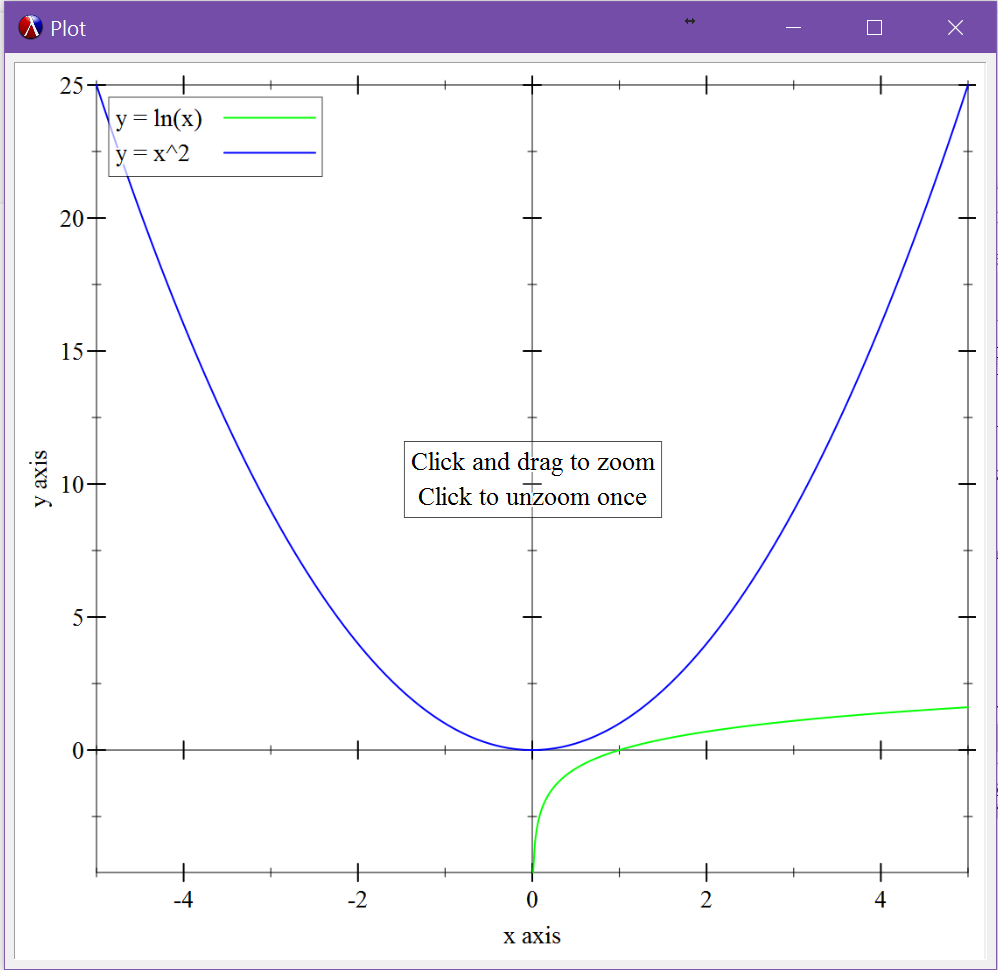 Plot
25
y = ln(x)
y = x^2
20
15
Click and drag to zoom
10
Click to unzoom once
y axis
5
0
-4 -2 0 2 4
x axis